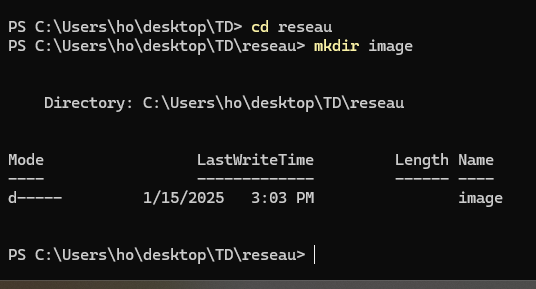 PS C:\Users\ho\desktop\TD> cd reseau
PS C:\Users\ho\desktop\TD\reseau> mkdir image
    Directory: C:\Users\ho\desktop\TD\reseau
Mode                 LastWriteTime         Length Name
----                 -------------         ------ ----
d-----         1/15/2025   3:03 PM                image
PS C:\Users\ho\desktop\TD\reseau>